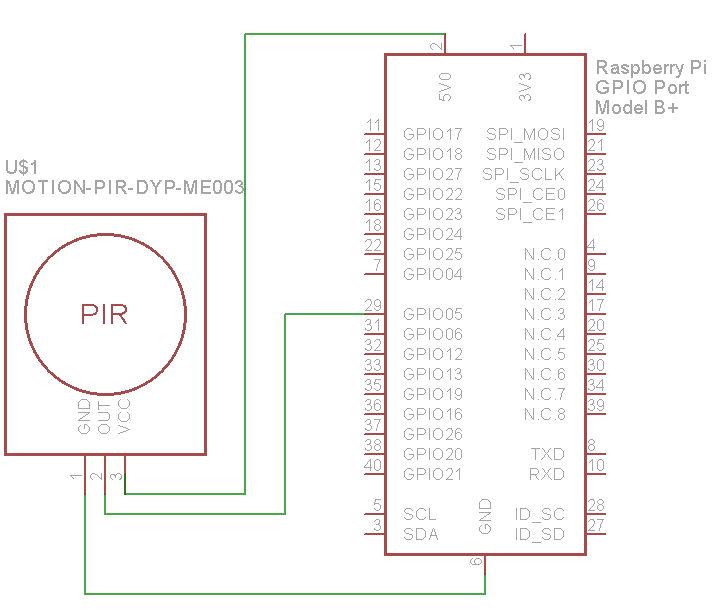 U$1
MOTION-PIR-DYP-ME003
PIR
GND
OUT
VCC
1
2
3
Raspberry Pi
GPIO Port
Model B+
2
1
5V0
3V3
11 GPIO17 SPI_MOSI 19
12 GPIO18 SPI_MISO 21
13 GPIO27 SPI_SCLK 23
15 GPIO22 SPI_CE0 24
16 GPIO23 SPI_CE1 26
18 GPIO24
22 GPIO25 N.C.0 4
7 GPIO04 N.C.1 9
N.C.2 14
29 GPIO05 N.C.3 17
31 GPIO06 N.C.4 20
32 GPIO12 N.C.5 25
33 GPIO13 N.C.6 30
35 GPIO19 N.C.7 34
36 GPIO16 N.C.8 39
37 GPIO26
38 GPIO20 TXD 8
40 GPIO21 RXD 10
5 SCL ID_SC 28
3 SDA ID_SD 27
GND
6